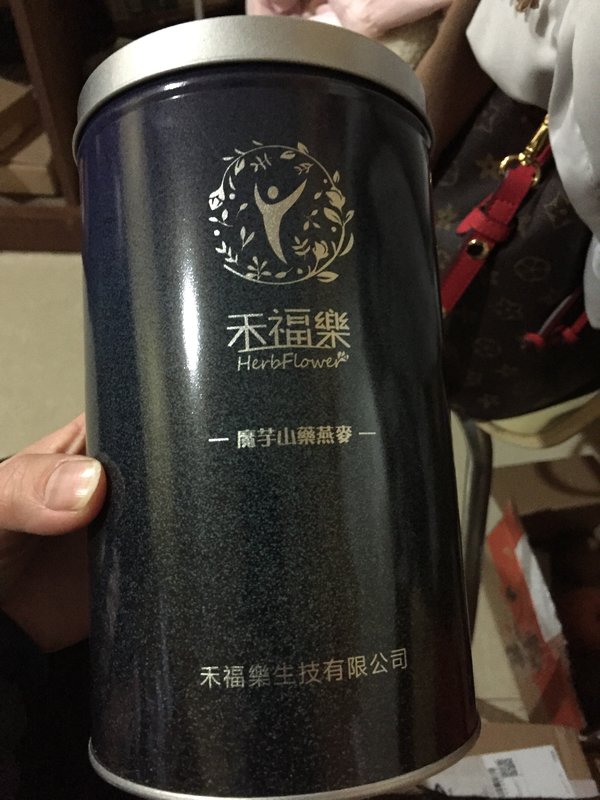 禾福樂
HerbFlower
魔芋山藥燕麥
禾福樂生技有限公司